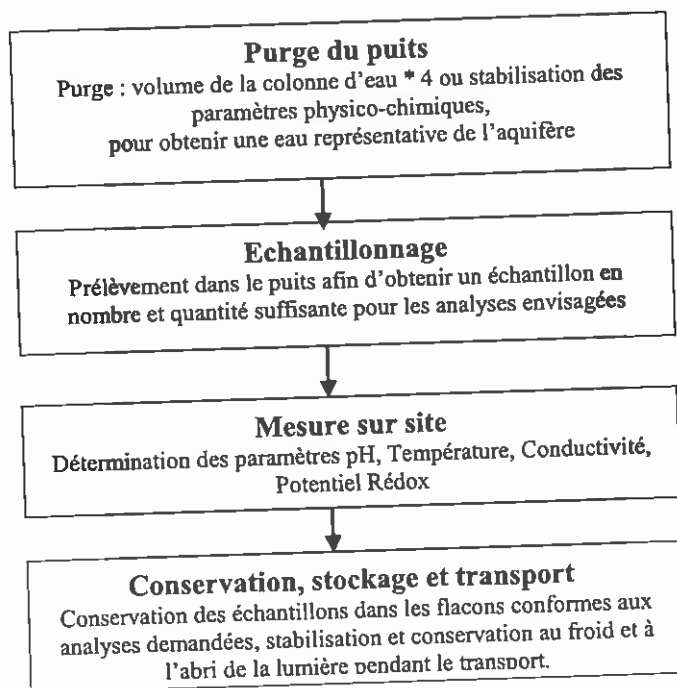 Purge du puits
Purge : volume de la colonne d'eau * 4 ou stabilisation des
paramètres physico-chimiques,
pour obtenir une eau représentative de l'aquifère
Echantillonnage
Prélèvement dans le puits afin d'obtenir un échantillon en
nombre et quantité suffisante pour les analyses envisagées
Mesure sur site
Détermination des paramètres pH, Température, Conductivité,
Potentiel Rédox
Conservation, stockage et transport
Conservation des échantillons dans les flacons conformes aux
analyses demandées, stabilisation et conservation au froid et à
l'abri de la lumière pendant le transport.